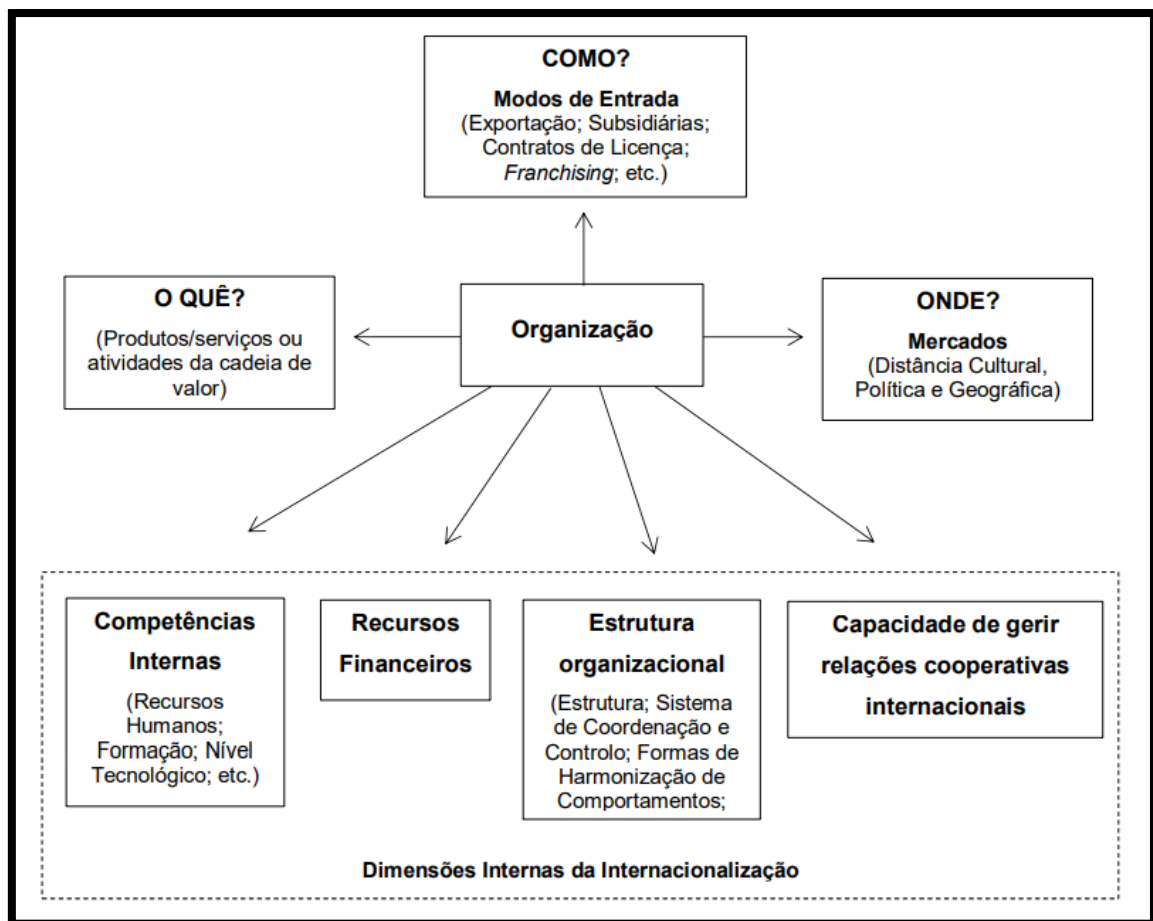 COMO?
Modos de Entrada
(Exportação; Subsidiárias;
Contratos de Licença;
Franchising; etc.)
O QUÊ?
(Produtos/serviços ou
atividades da cadeia de
valor)
Organização
ONDE?
Mercados
(Distância Cultural,
Política e Geográfica)
Competências
Internas
(Recursos
Humanos;
Formação; Nível
Tecnológico; etc.)
Recursos
Financeiros
Estrutura
organizacional
(Estrutura; Sistema
de Coordenação e
Controlo; Formas de
Harmonização de
Comportamentos;
Capacidade de gerir
relações cooperativas
internacionais
Dimensões Internas da Internacionalização